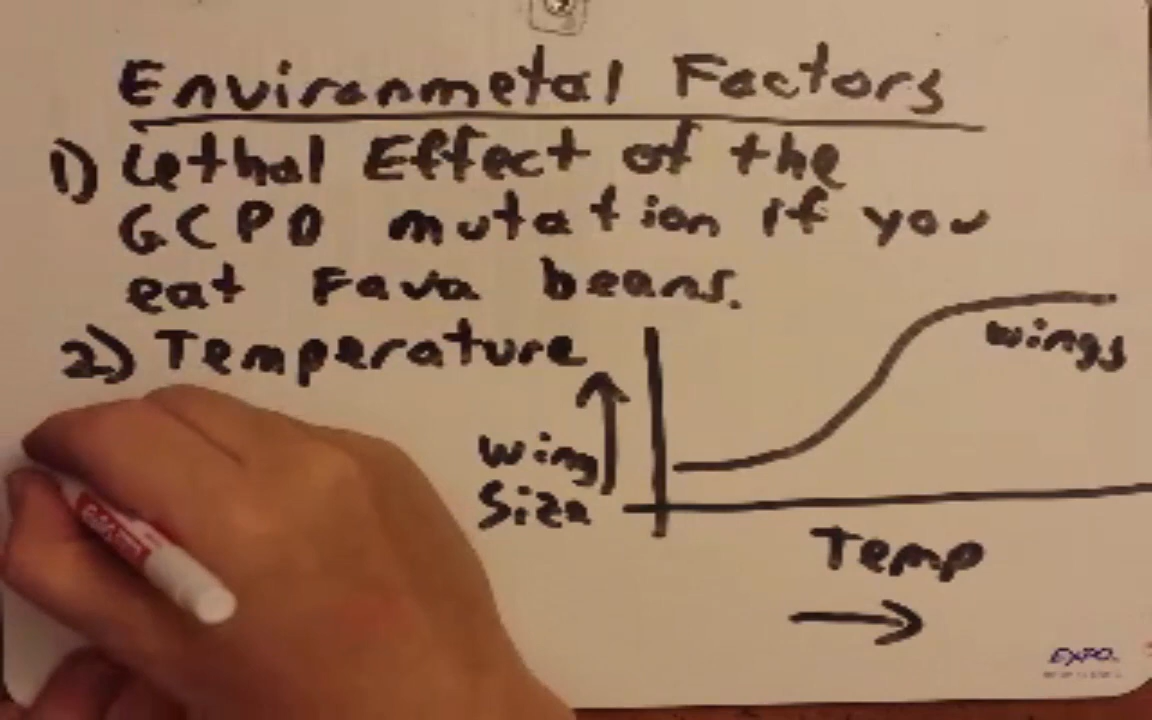 Environmetal Factors
1) Lethal Effect of the
GCPD mutation if you
eat Fava beans.
2) Temperature
wings
Wing
Size
Temp
EXPO